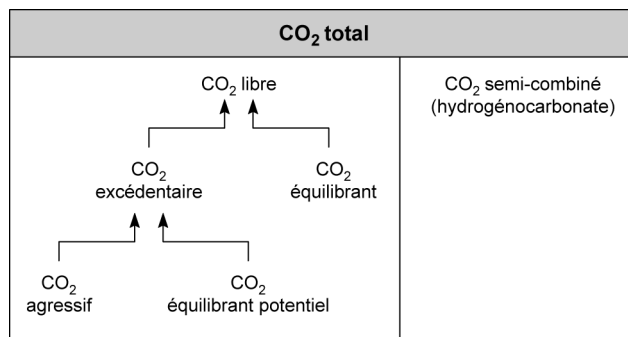 CO₂ total
CO₂ libre
CO₂ semi-combiné
(hydrogénocarbonate)
CO₂
excédentaire
CO₂
équilibrant
CO₂
agressif
CO₂
équilibrant potentiel